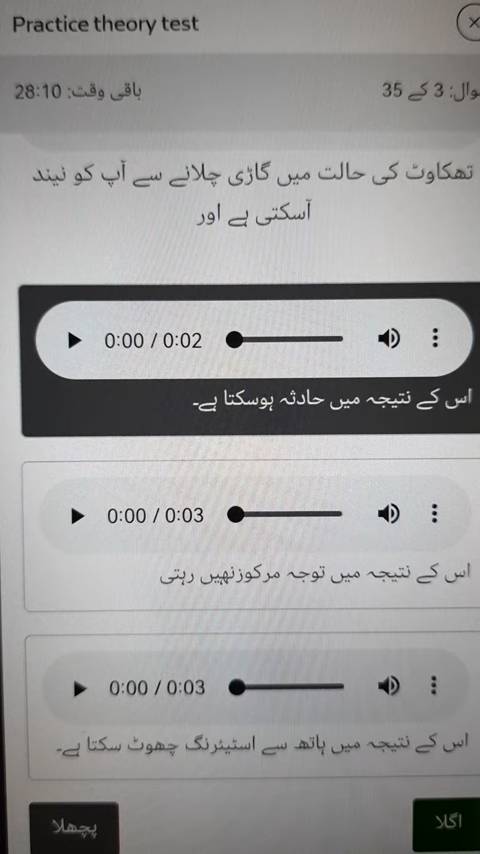 Practice theory test
باقی وقت: 28:10
وال: 3 کے 35
تھکاوٹ کی حالت میں گاڑی چلانے سے آپ کو نیند
آسکتی ہے اور
0:00 / 0:02
اس کے نتیجہ میں حادثہ ہوسکتا ہے۔
0:00 / 0:03
اس کے نتیجہ میں توجہ مرکوزنھیں رہتی
0:00 / 0:03
اس کے نتیجہ میں ہاتھ سے اسٹیئرنگ چھوٹ سکتا ہے۔
پچھلا
اگلا